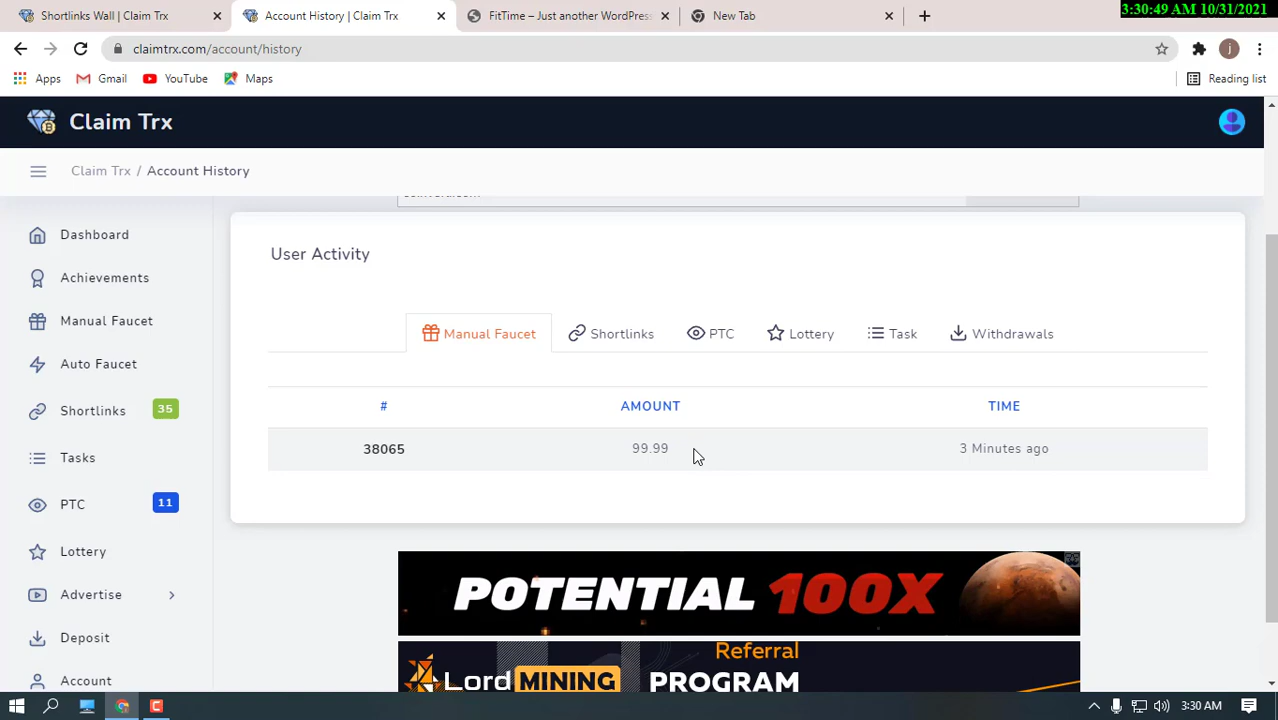 Shortlinks Wall | Claim Trx
Account History | Claim Trx
FitTime – Just another WordPress
New Tab
3:30:49 AM 10/31/2021
claimtrx.com/account/history
j
Apps
Gmail
YouTube
Maps
Reading list
Claim Trx
Claim Trx / Account History
Dashboard
Achievements
Manual Faucet
Auto Faucet
Shortlinks 35
Tasks
PTC 11
Lottery
Advertise
Deposit
Account
User Activity
Manual Faucet
Shortlinks
PTC
Lottery
Task
Withdrawals
# AMOUNT TIME
38065 99.99 3 Minutes ago
POTENTIAL 100X
Lord MINING
Referral
PROGRAM
3:30 AM